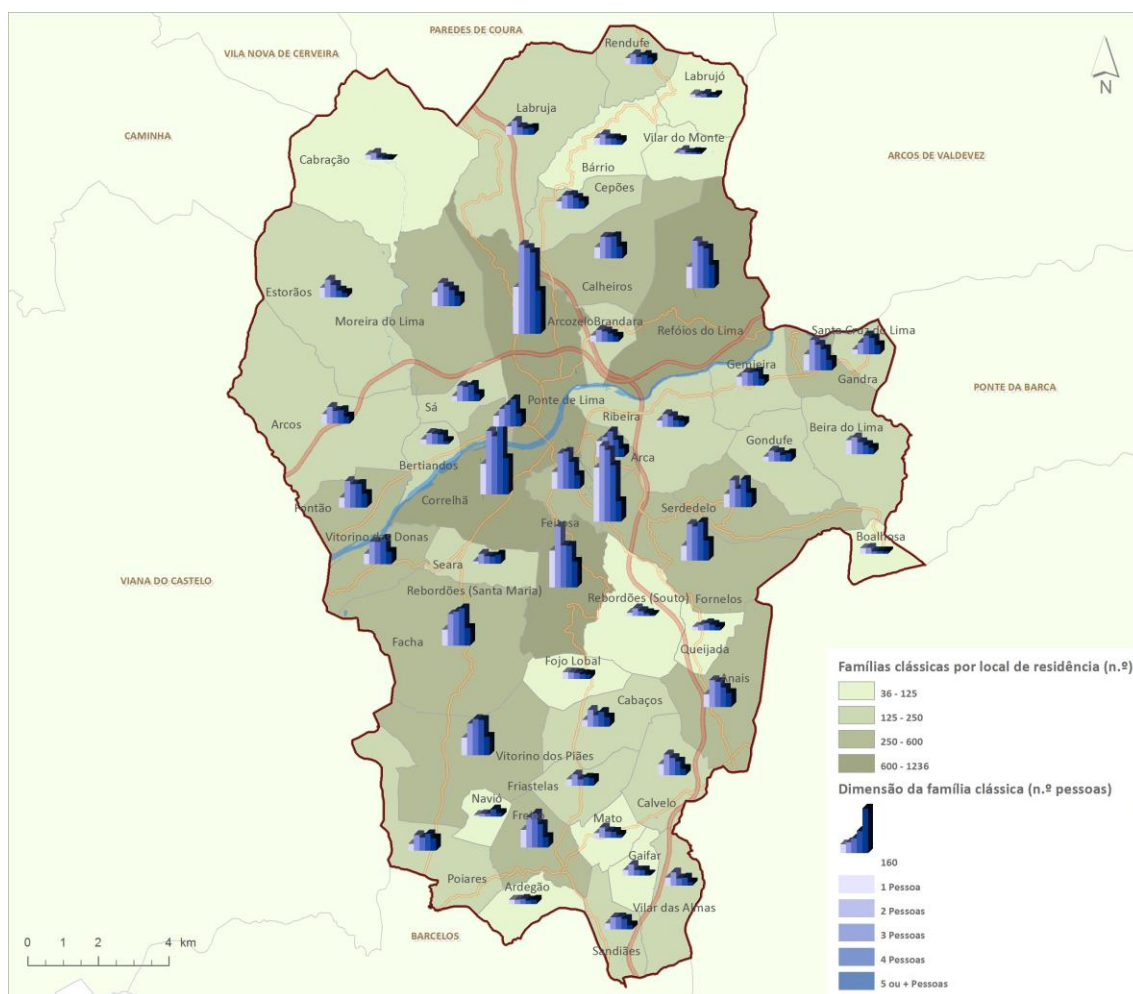 PAREDES DE COURA
VILA NOVA DE CERVEIRA
Rendufe
N
Labrujó
Labruja
CAMINHA
Vilar do Monte
ARCOS DE VALDEVEZ
Cabração
Bárrio
Cepões
Estorãos
Calheiros
Moreira do Lima
ArcozeloBrandara
Refóios do Lima
Santa Cruz do Lima
Gemieira
Gandra
PONTE DA BARCA
Sá
Ponte de Lima
Ribeira
Arcos
Gondufe
Beira do Lima
Bertiandos
Arca
Correlhã
Fontão
Serdedelo
Feitosa
Vitorino das Donas
Boalhosa
Seara
VIANA DO CASTELO
Rebordões (Santa Maria)
Rebordões (Souto)
Fornelos
Facha
Queijada
Fojo Lobal
Anais
Cabaços
Vitorino dos Piães
Friastelas
Calvelo
Navió
Freixo
Mato
Gaifar
Poiares
Ardegão
Vilar das Almas
BARCELOS
Sandiães
0 1 2 4 km
Famílias clássicas por local de residência (n.º)
36 - 125
125 - 250
250 - 600
600 - 1236
Dimensão da família clássica (n.º pessoas)
160
1 Pessoa
2 Pessoas
3 Pessoas
4 Pessoas
5 ou + Pessoas